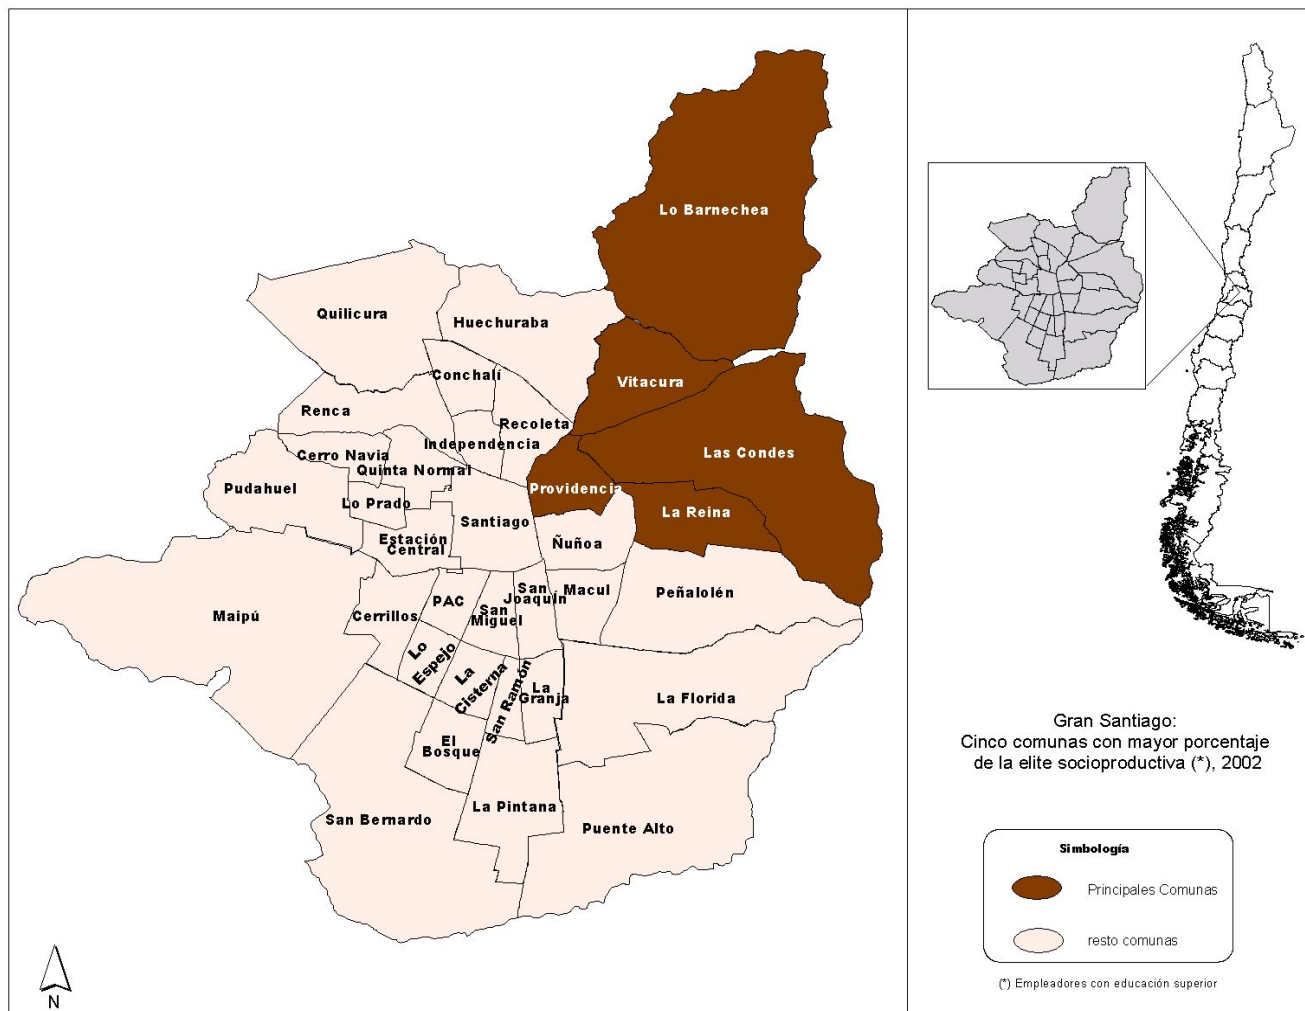 Lo Barnechea
Quilicura
Huechuraba
Conchalí
Vitacura
Renca
Recoleta
Independencia
Las Condes
Cerro Navia
Quinta Normal
Pudahuel
Providencia
Lo Prado
La Reina
Santiago
Estación
Central
Ñuñoa
Maipú
Cerrillos
PAC
San
Miguel
San
Joaquín
Macul
Peñalolén
Lo
Espejo
La
Cisterna
San Ramón
La
Granja
La Florida
El
Bosque
San Bernardo
La Pintana
Puente Alto
N
Gran Santiago:
Cinco comunas con mayor porcentaje
de la elite socioproductiva (*), 2002
Simbología
Principales Comunas
resto comunas
(*) Empleadores con educación superior